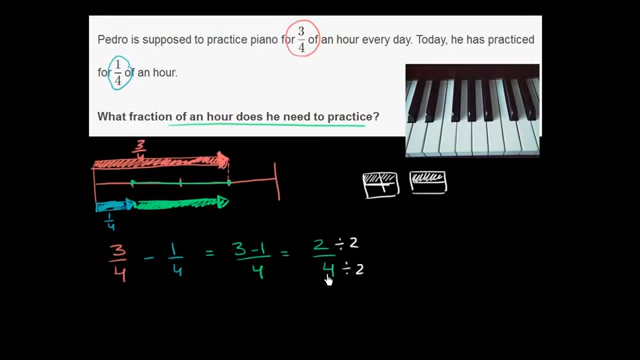 Pedro is supposed to practice piano for 3/4 of an hour every day. Today, he has practiced
for 1/4 of an hour.
What fraction of an hour does he need to practice?
3/4
1/4
3/4 - 1/4 = 3-1/4 = 2/4 ÷2 ÷2